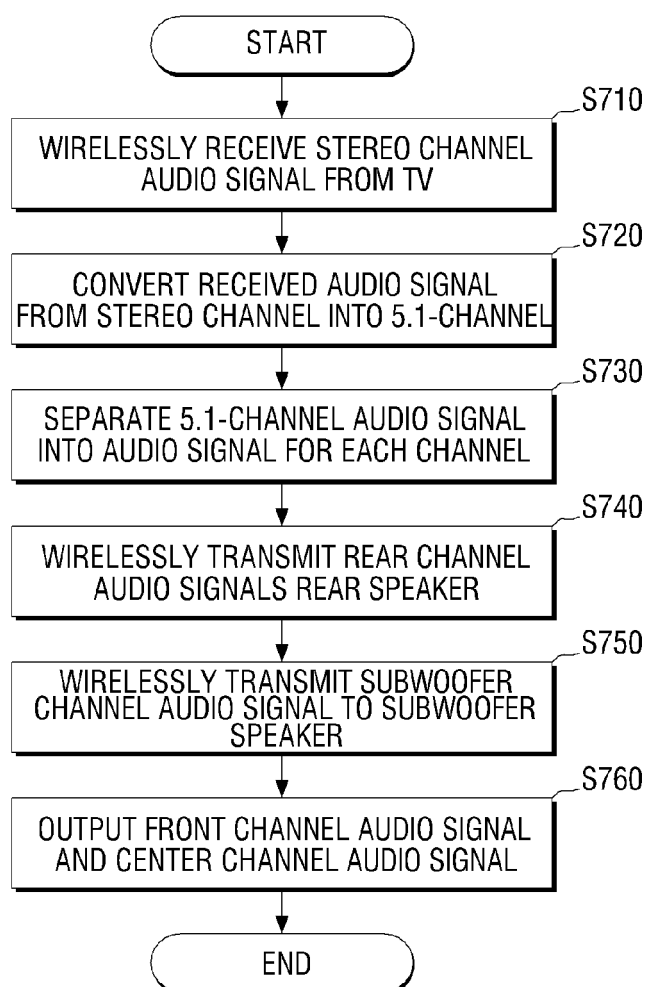 START
S710
WIRELESSLY RECEIVE STEREO CHANNEL
AUDIO SIGNAL FROM TV
S720
CONVERT RECEIVED AUDIO SIGNAL
FROM STEREO CHANNEL INTO 5.1-CHANNEL
S730
SEPARATE 5.1-CHANNEL AUDIO SIGNAL
INTO AUDIO SIGNAL FOR EACH CHANNEL
S740
WIRELESSLY TRANSMIT REAR CHANNEL
AUDIO SIGNALS REAR SPEAKER
S750
WIRELESSLY TRANSMIT SUBWOOFER
CHANNEL AUDIO SIGNAL TO SUBWOOFER
SPEAKER
S760
OUTPUT FRONT CHANNEL AUDIO SIGNAL
AND CENTER CHANNEL AUDIO SIGNAL
END